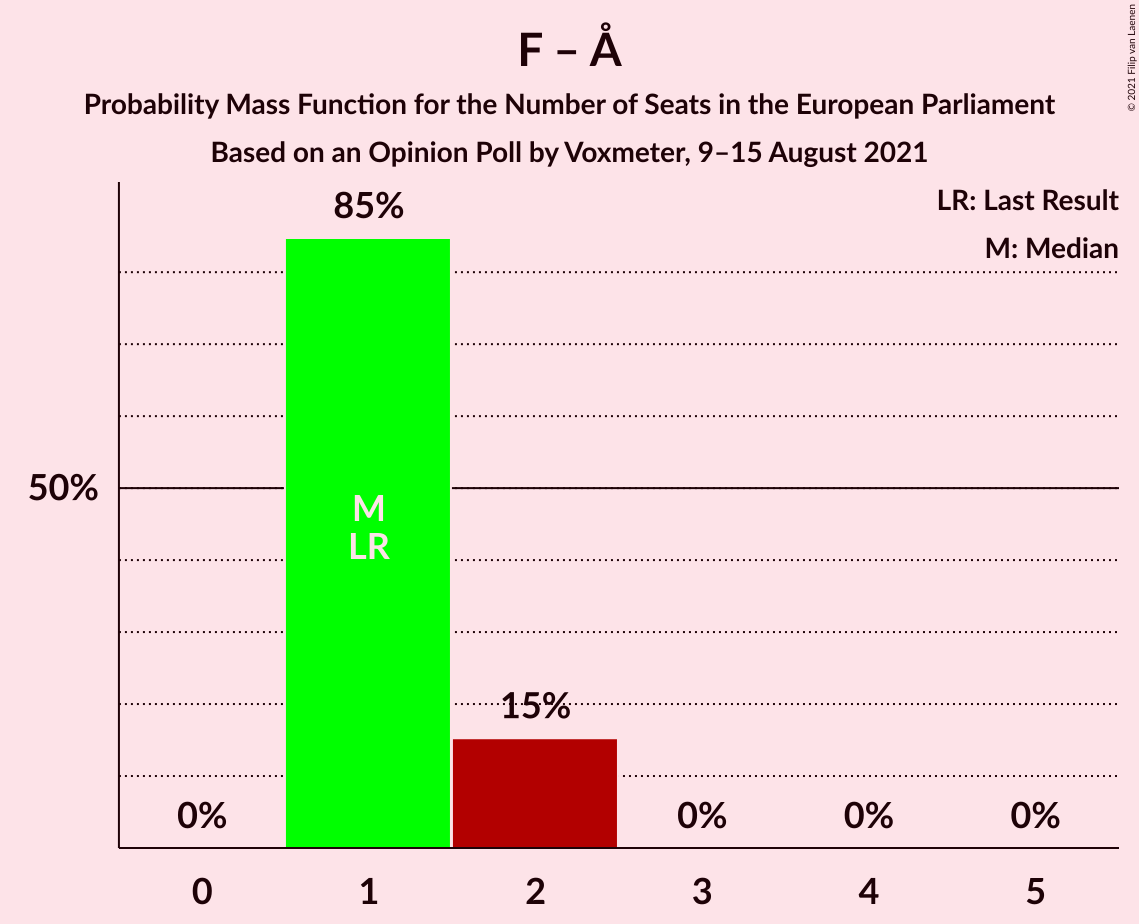 F – Å
Probability Mass Function for the Number of Seats in the European Parliament
Based on an Opinion Poll by Voxmeter, 9–15 August 2021
© 2021 Filip van Laenen
LR: Last Result
M: Median
85%
50%
M
LR
15%
0%
0%
0%
0%
0
1
2
3
4
5